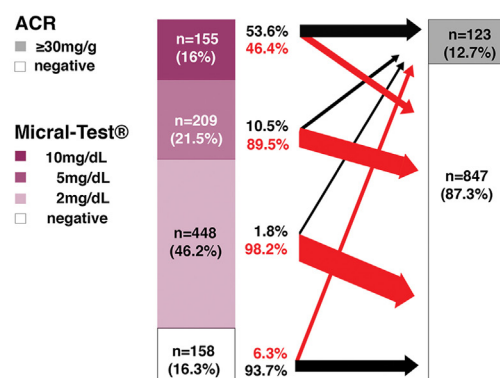 ACR
≥30mg/g
negative
Micral-Test®
10mg/dL
5mg/dL
2mg/dL
negative
n=155
(16%)
n=209
(21.5%)
n=448
(46.2%)
n=158
(16.3%)
53.6%
46.4%
10.5%
89.5%
1.8%
98.2%
6.3%
93.7%
n=123
(12.7%)
n=847
(87.3%)